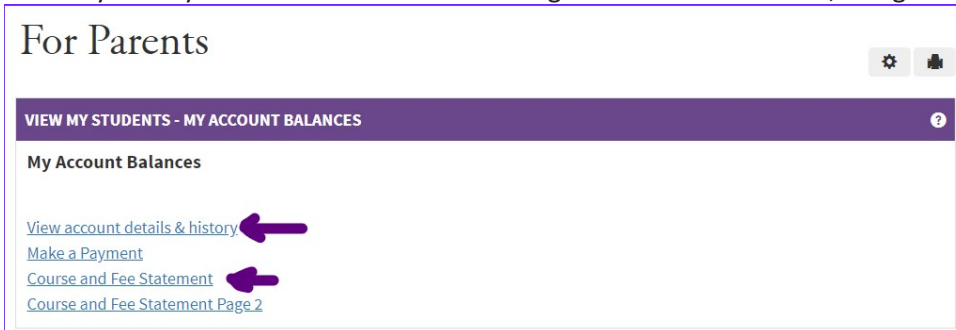 For Parents
VIEW MY STUDENTS - MY ACCOUNT BALANCES
?
My Account Balances
View account details & history
Make a Payment
Course and Fee Statement
Course and Fee Statement Page 2